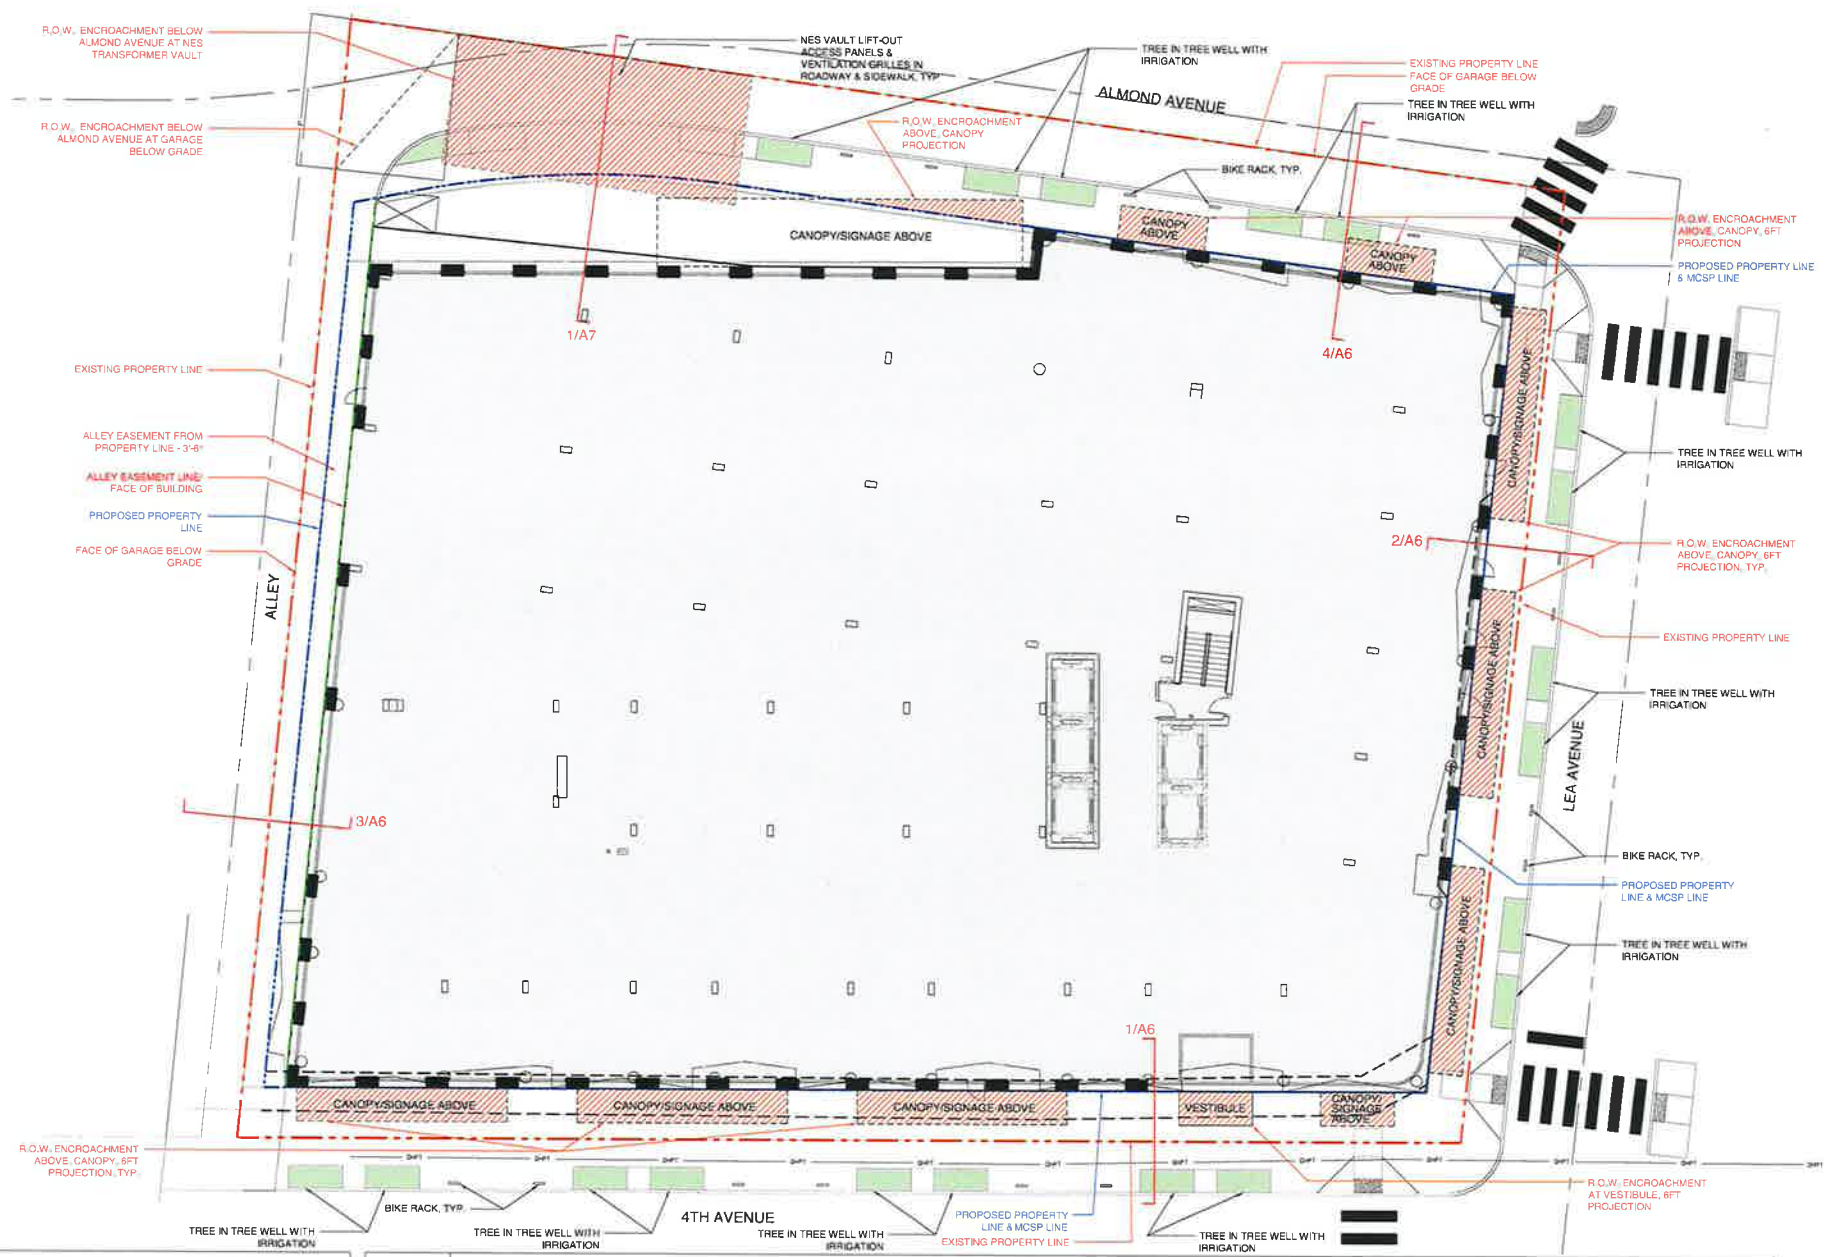 R.O.W. ENCROACHMENT BELOW
ALMOND AVENUE AT NES
TRANSFORMER VAULT
NES VAULT LIFT-OUT
ACCESS PANELS &
VENTILATION GRILLES IN
ROADWAY & SIDEWALK, TYP
TREE IN TREE WELL WITH
IRRIGATION
EXISTING PROPERTY LINE
FACE OF GARAGE BELOW
GRADE
ALMOND AVENUE
TREE IN TREE WELL WITH
IRRIGATION
R.O.W. ENCROACHMENT BELOW
ALMOND AVENUE AT GARAGE
BELOW GRADE
R.O.W. ENCROACHMENT
ABOVE, CANOPY
PROJECTION
BIKE RACK, TYP.
CANOPY/SIGNAGE ABOVE
CANOPY
ABOVE
CANOPY
ABOVE
R.O.W. ENCROACHMENT
ABOVE, CANOPY, 6FT
PROJECTION
PROPOSED PROPERTY LINE
& MCSP LINE
1/A7
4/A6
EXISTING PROPERTY LINE
CANOPY/SIGNAGE ABOVE
ALLEY EASEMENT FROM
PROPERTY LINE - 3'-6"
ALLEY EASEMENT LINE/
FACE OF BUILDING
PROPOSED PROPERTY
LINE
FACE OF GARAGE BELOW
GRADE
ALLEY
TREE IN TREE WELL WITH
IRRIGATION
2/A6
R.O.W. ENCROACHMENT
ABOVE, CANOPY, 6FT
PROJECTION, TYP.
CANOPY/SIGNAGE ABOVE
EXISTING PROPERTY LINE
TREE IN TREE WELL WITH
IRRIGATION
LEA AVENUE
3/A6
BIKE RACK, TYP.
PROPOSED PROPERTY
LINE & MCSP LINE
CANOPY/SIGNAGE ABOVE
TREE IN TREE WELL WITH
IRRIGATION
1/A6
CANOPY/SIGNAGE ABOVE
CANOPY/SIGNAGE ABOVE
CANOPY/SIGNAGE ABOVE
VESTIBULE
CANOPY/
SIGNAGE
ABOVE
R.O.W. ENCROACHMENT
ABOVE, CANOPY, 6FT
PROJECTION, TYP.
R.O.W. ENCROACHMENT
AT VESTIBULE, 6FT
PROJECTION
BIKE RACK, TYP.
4TH AVENUE
PROPOSED PROPERTY
LINE & MCSP LINE
EXISTING PROPERTY LINE
TREE IN TREE WELL WITH
IRRIGATION
TREE IN TREE WELL WITH
IRRIGATION
TREE IN TREE WELL WITH
IRRIGATION
TREE IN TREE WELL WITH
IRRIGATION